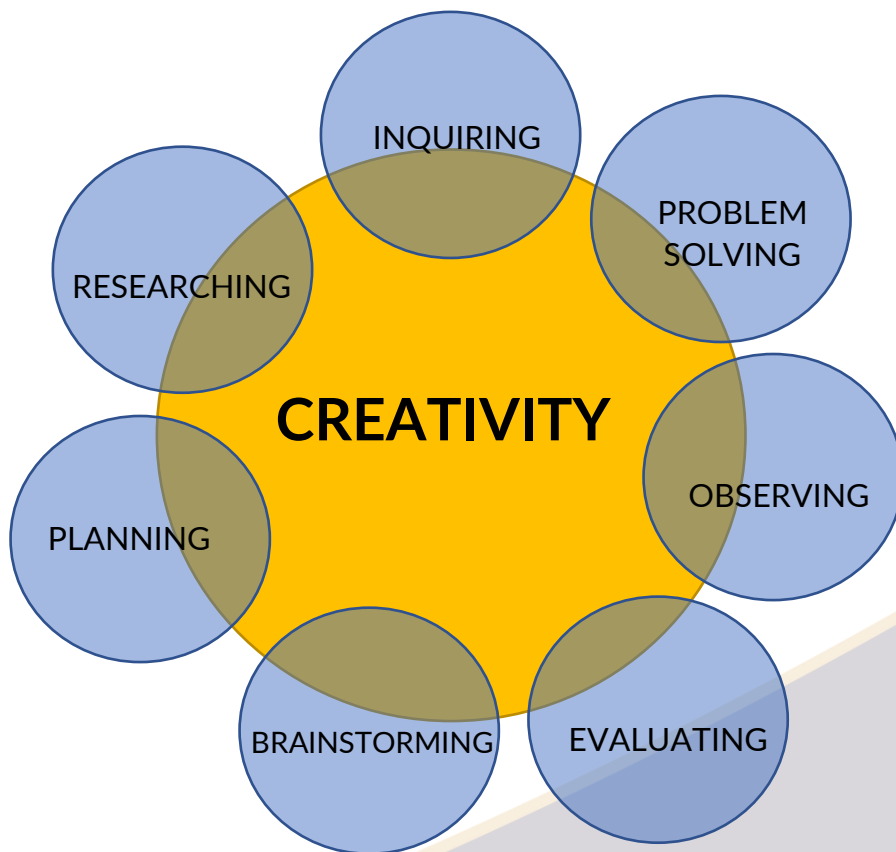 INQUIRING
PROBLEM
SOLVING
RESEARCHING
CREATIVITY
OBSERVING
PLANNING
BRAINSTORMING
EVALUATING